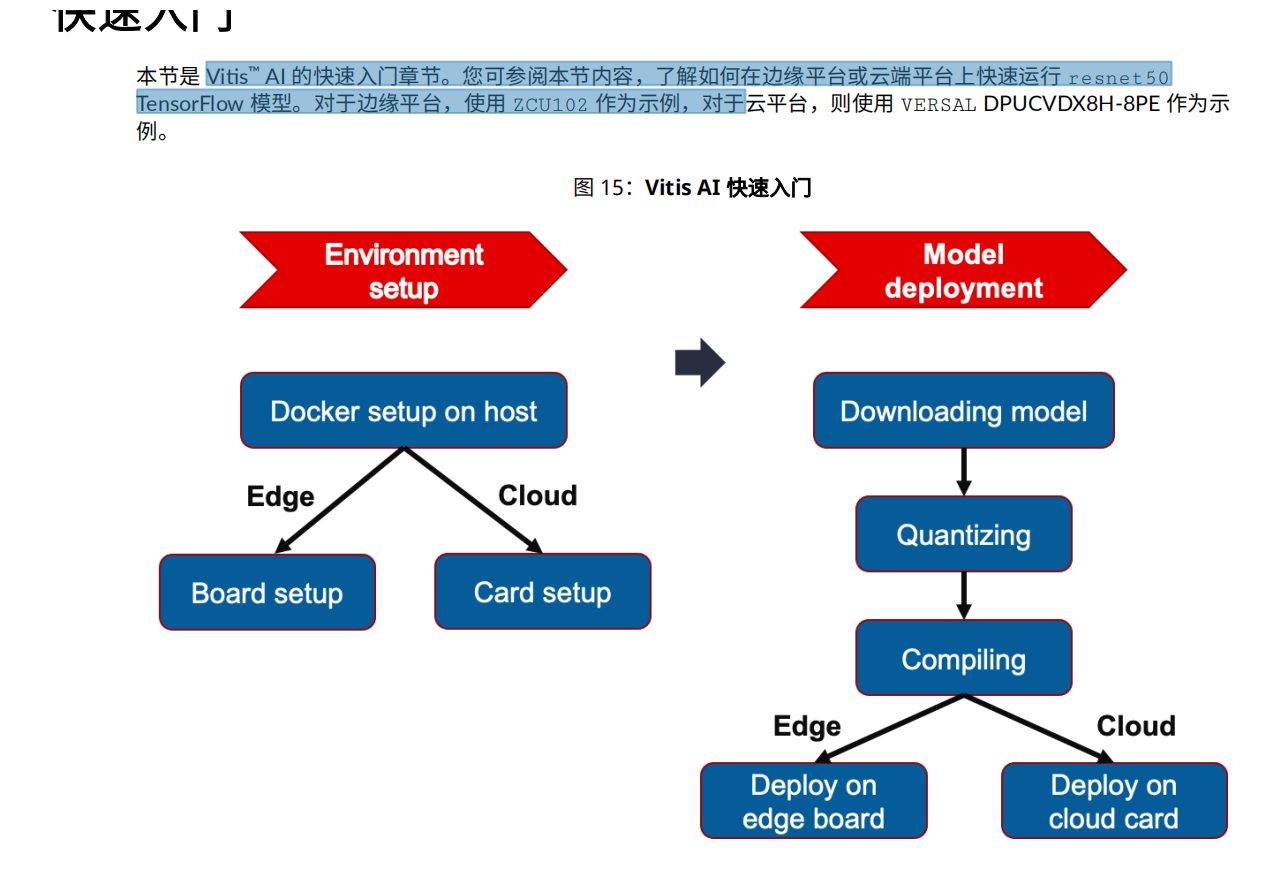 快速入门
本节是 Vitis™ AI 的快速入门章节。您可参阅本节内容，了解如何在边缘平台或云端平台上快速运行 resnet50
TensorFlow 模型。对于边缘平台，使用 ZCU102 作为示例，对于云平台，则使用 VERSAL DPUCVDX8H-8PE 作为示
例。
图 15：Vitis AI 快速入门
Environment
setup
Model
deployment
Docker setup on host
Edge
Cloud
Board setup
Card setup
Downloading model
Quantizing
Compiling
Edge
Cloud
Deploy on
edge board
Deploy on
cloud card